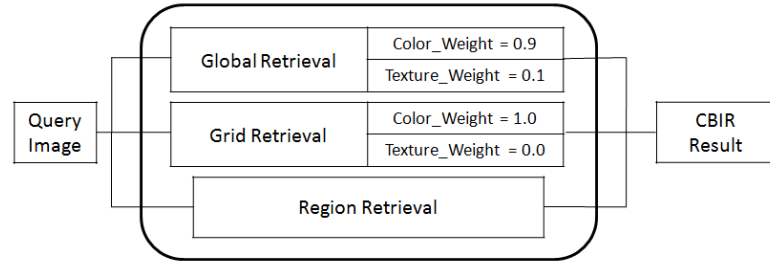 Query
Image
Global Retrieval
Color_Weight = 0.9
Texture_Weight = 0.1
Grid Retrieval
Color_Weight = 1.0
Texture_Weight = 0.0
Region Retrieval
CBIR
Result